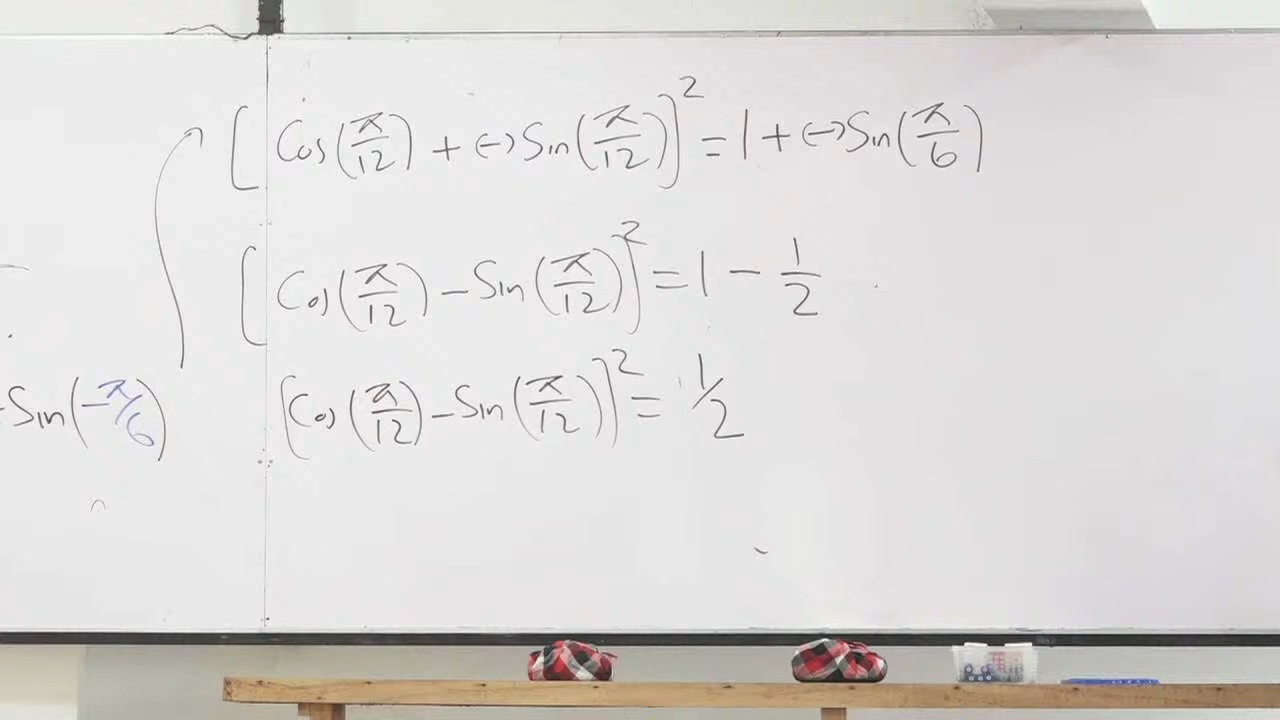 [Cos(π/12) + (-)Sin(π/12)]² = 1 + (-)Sin(π/6)
[Cos(π/12) - Sin(π/12)]² = 1 - 1/2
[Cos(π/12) - Sin(π/12)]² = 1/2
Sin(-π/6)